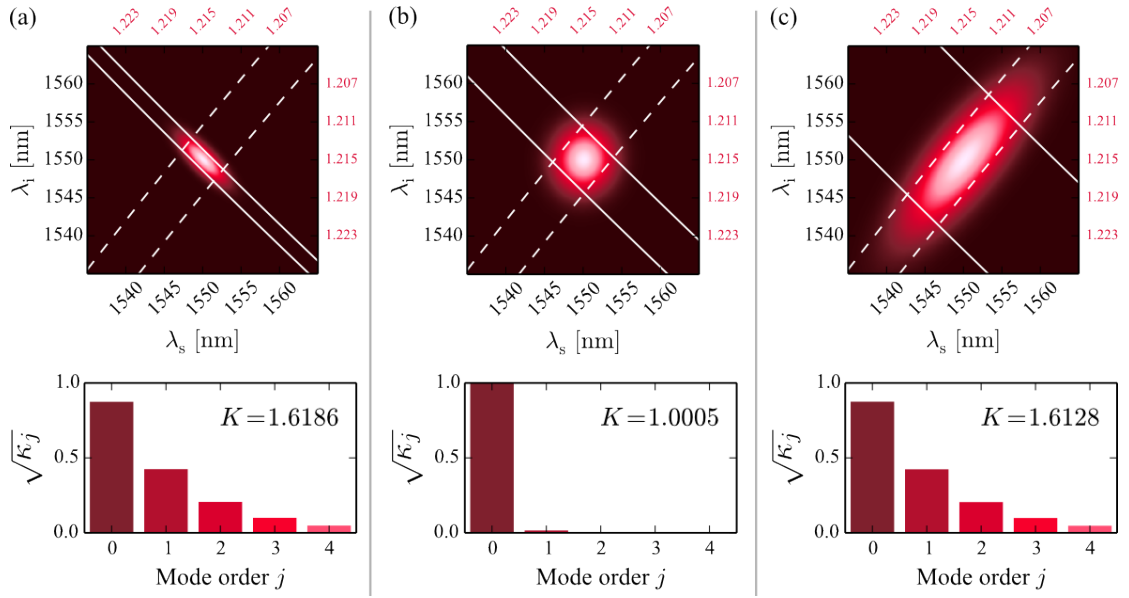 (a)
1.223 1.219 1.215 1.211 1.207
1560
1555
1550
1545
1540
λi [nm]
1.207
1.211
1.215
1.219
1.223
1540 1545 1550 1555 1560
λs [nm]
1.0
0.5
0.0
√κj
K=1.6186
0 1 2 3 4
Mode order j
(b)
1.223 1.219 1.215 1.211 1.207
1560
1555
1550
1545
1540
λi [nm]
1.207
1.211
1.215
1.219
1.223
1540 1545 1550 1555 1560
λs [nm]
1.0
0.5
0.0
√κj
K=1.0005
0 1 2 3 4
Mode order j
(c)
1.223 1.219 1.215 1.211 1.207
1560
1555
1550
1545
1540
λi [nm]
1.207
1.211
1.215
1.219
1.223
1540 1545 1550 1555 1560
λs [nm]
1.0
0.5
0.0
√κj
K=1.6128
0 1 2 3 4
Mode order j